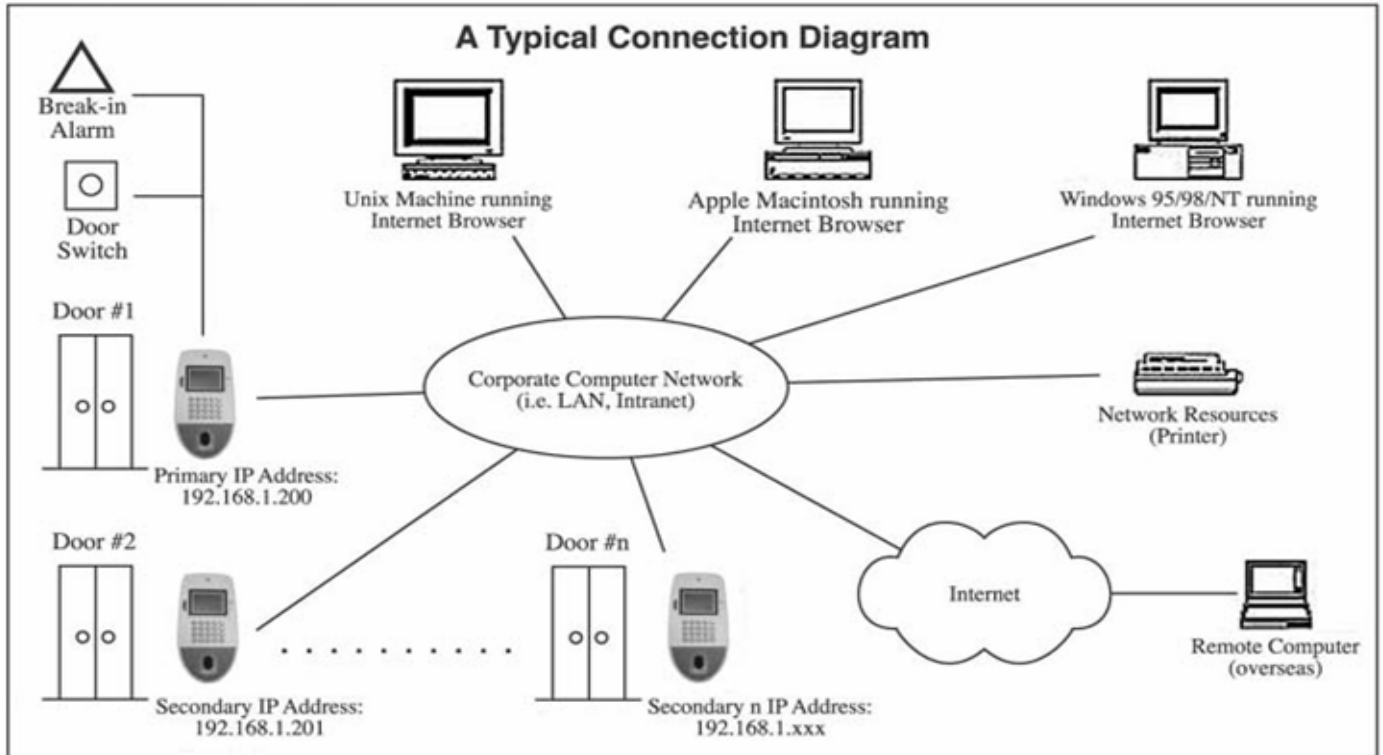 A Typical Connection Diagram
Break-in
Alarm
Door
Switch
Unix Machine running
Internet Browser
Apple Macintosh running
Internet Browser
Windows 95/98/NT running
Internet Browser
Door #1
Primary IP Address:
192.168.1.200
Corporate Computer Network
(i.e. LAN, Intranet)
Network Resources
(Printer)
Door #2
Secondary IP Address:
192.168.1.201
Door #n
Secondary n IP Address:
192.168.1.xxx
Internet
Remote Computer
(overseas)